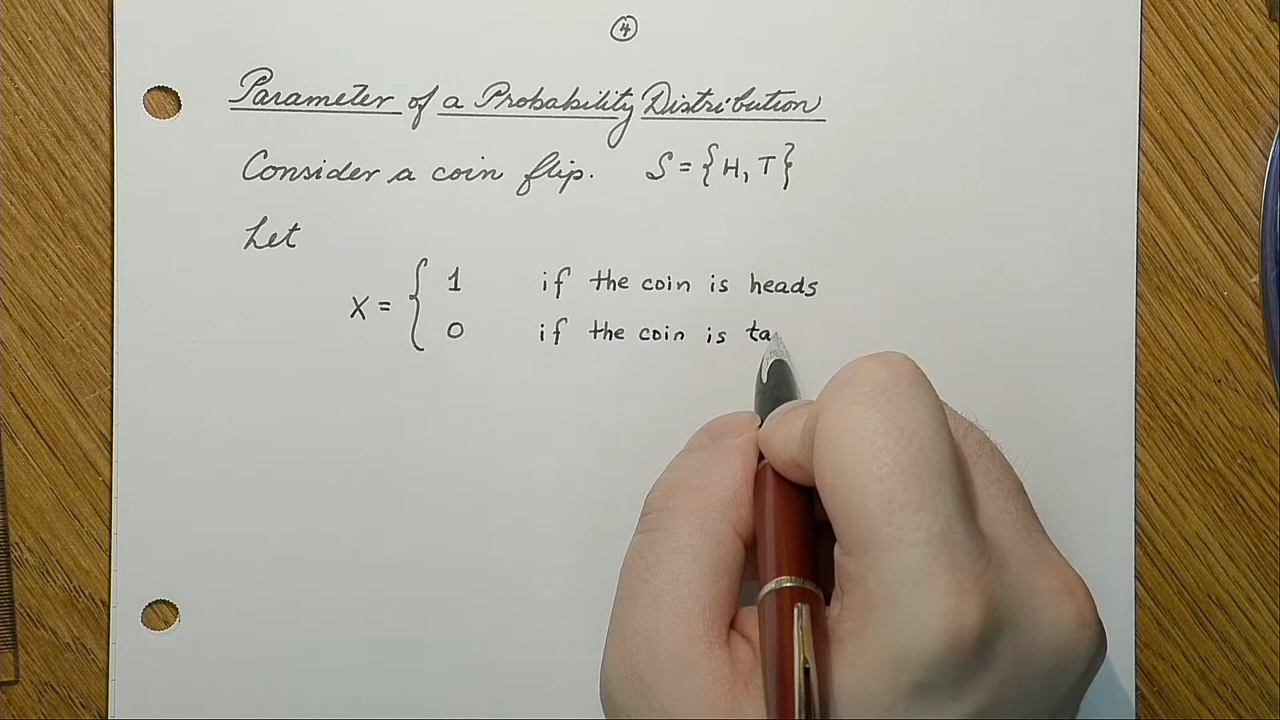 4
Parameter of a Probability Distribution
Consider a coin flip. S = {H, T}
Let
X = { 1 if the coin is heads
0 if the coin is ta